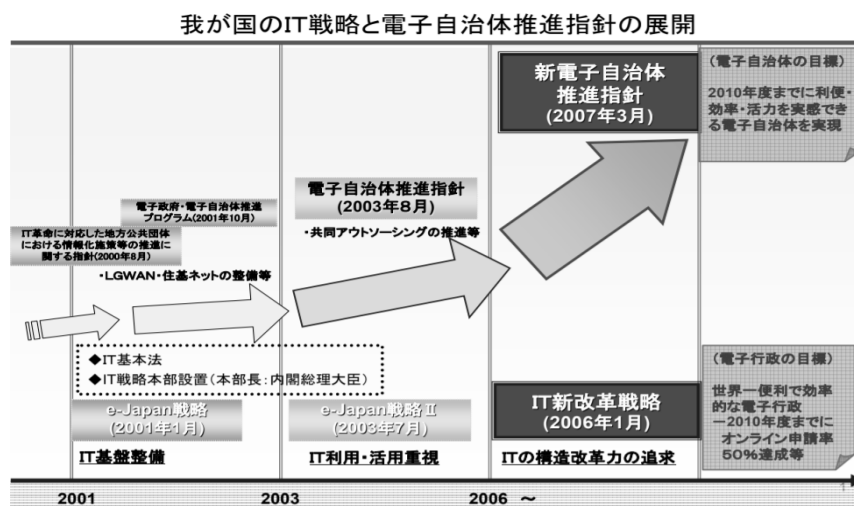 我が国のIT戦略と電子自治体推進指針の展開
新電子自治体
推進指針
(2007年3月)
(電子自治体の目標)
2010年度までに利便・
効率・活力を実感でき
る電子自治体を実現
電子自治体推進指針
(2003年8月)
・共同アウトソーシングの推進等
電子政府・電子自治体推進
プログラム(2001年10月)
IT革命に対応した地方公共団体
における情報化施策等の推進に
関する指針(2000年8月)
・LGWAN・住基ネットの整備等
◆IT基本法
◆IT戦略本部設置(本部長:内閣総理大臣)
e-Japan戦略
(2001年1月)
IT基盤整備
e-Japan戦略Ⅱ
(2003年7月)
IT利用・活用重視
IT新改革戦略
(2006年1月)
ITの構造改革力の追求
(電子行政の目標)
世界一便利で効率
的な電子行政
-2010年度までに
オンライン申請率
50%達成等
1
2001
2003
2006 ~